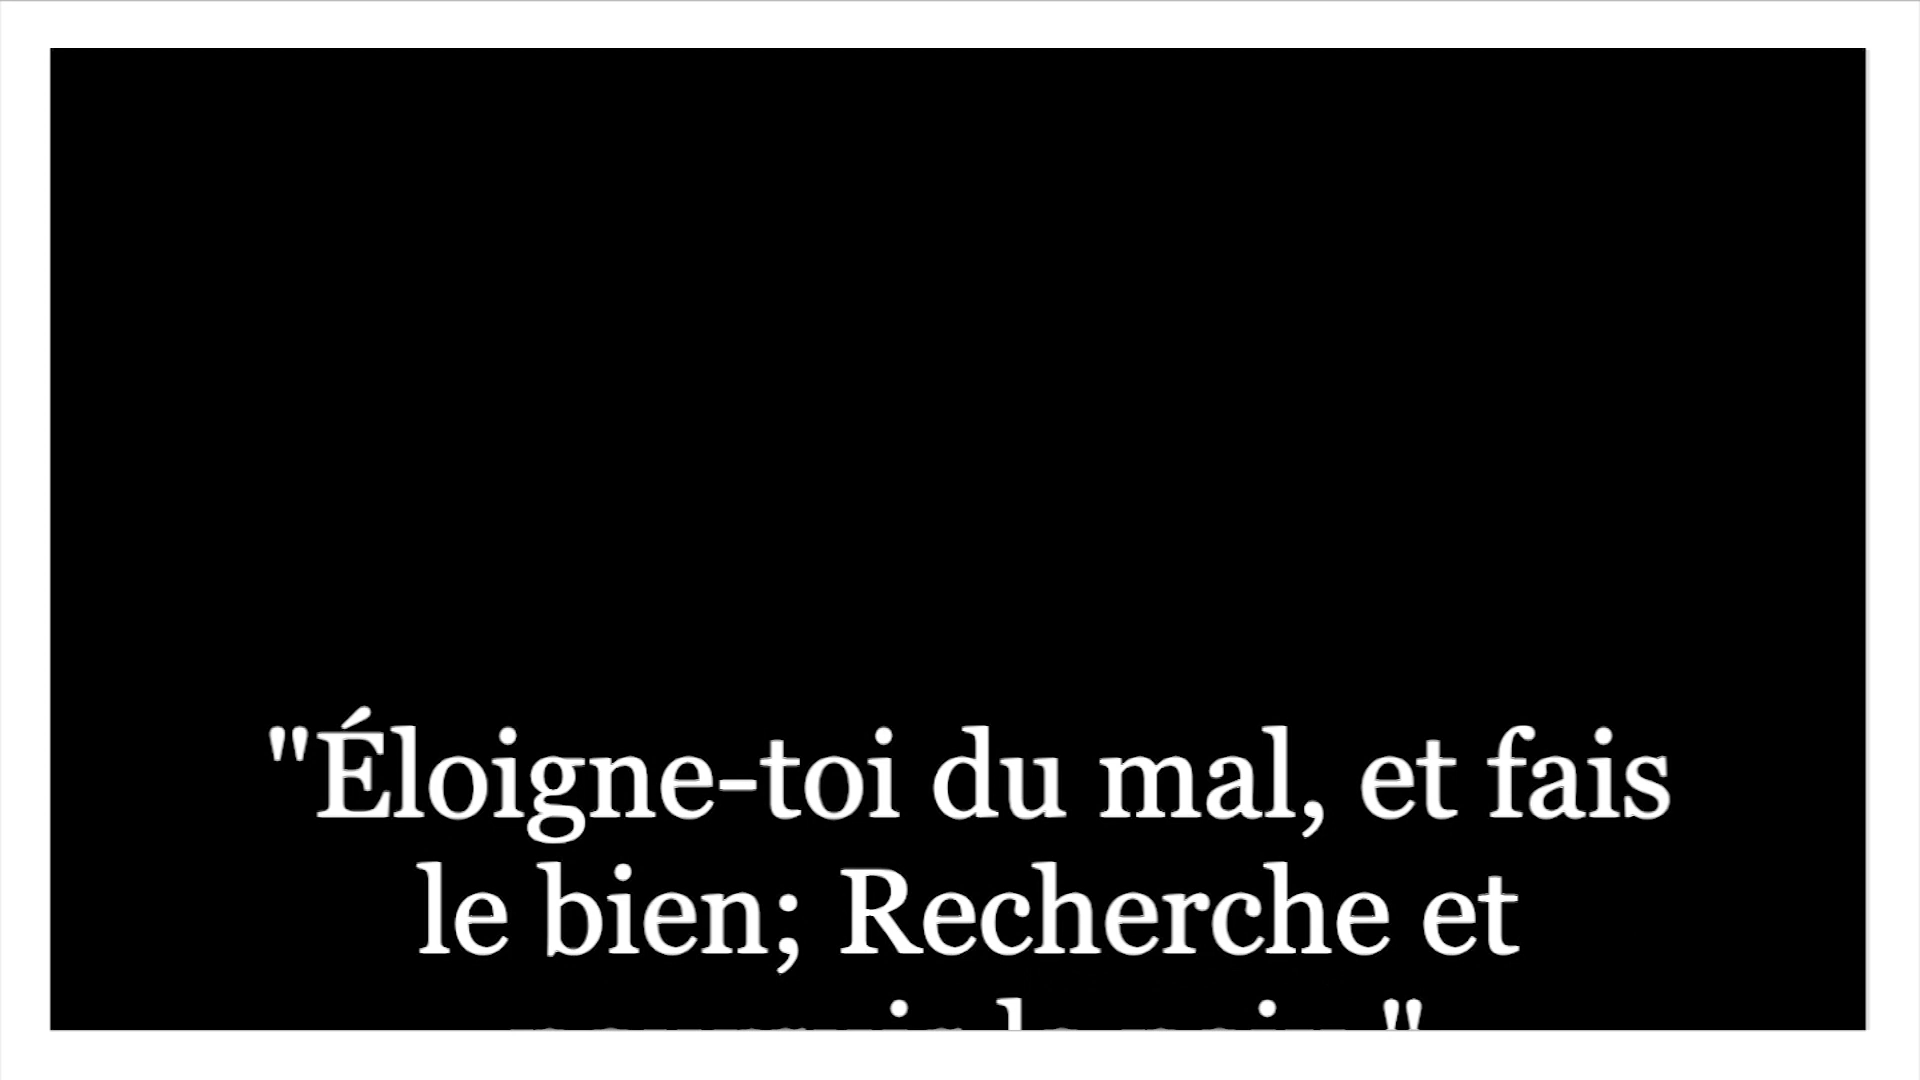 "Éloigne-toi du mal, et fais
le bien; Recherche et